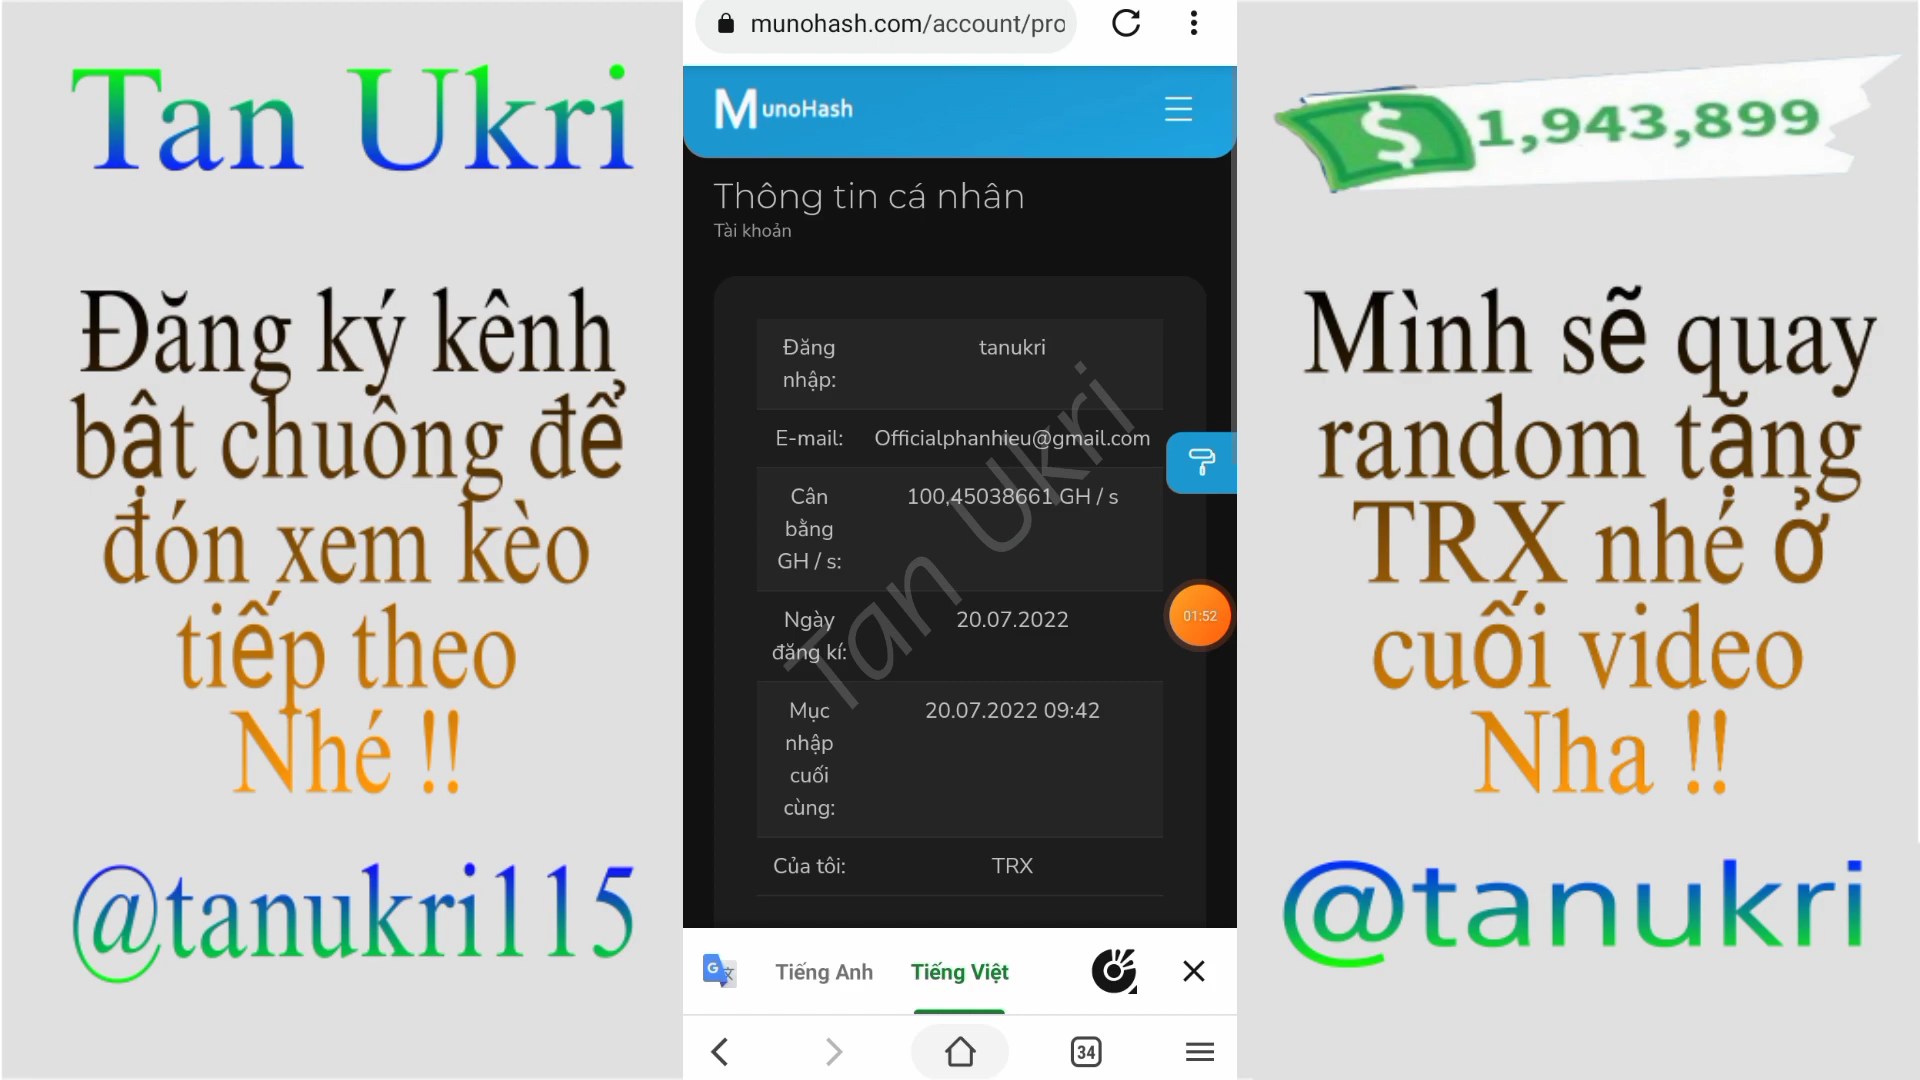 Tan Ukri
Đăng ký kênh
bật chuông để
đón xem kèo
tiếp theo
Nhé !!
@tanukri115
munohash.com/account/pro
MunoHash
Thông tin cá nhân
Tài khoản
Đăng nhập: tanukri
E-mail: Officialphanhieu@gmail.com
Cân bằng GH / s: 100,45038661 GH / s
Ngày đăng kí: 20.07.2022
Mục nhập cuối cùng: 20.07.2022 09:42
Của tôi: TRX
Tan Ukri
01:52
Tiếng Anh
Tiếng Việt
34
$ 1,943,899
Mình sẽ quay
random tặng
TRX nhé ở
cuối video
Nha !!
@tanukri